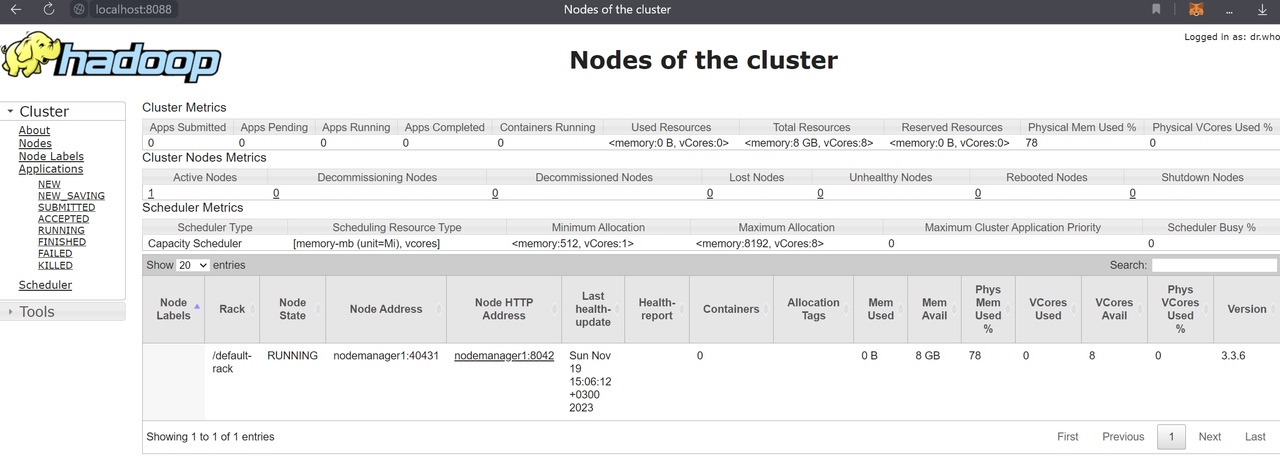 localhost:8088 Nodes of the cluster ...
Logged in as: dr.who
hadoop
Nodes of the cluster
Cluster
About
Nodes
Node Labels
Applications
NEW
NEW_SAVING
SUBMITTED
ACCEPTED
RUNNING
FINISHED
FAILED
KILLED
Scheduler
Tools
Cluster Metrics
Apps Submitted Apps Pending Apps Running Apps Completed Containers Running Used Resources Total Resources Reserved Resources Physical Mem Used % Physical VCores Used %
0 0 0 0 0 <memory:0 B, vCores:0> <memory:8 GB, vCores:8> <memory:0 B, vCores:0> 78 0
Cluster Nodes Metrics
Active Nodes Decommissioning Nodes Decommissioned Nodes Lost Nodes Unhealthy Nodes Rebooted Nodes Shutdown Nodes
1 0 0 0 0 0 0
Scheduler Metrics
Scheduler Type Scheduling Resource Type Minimum Allocation Maximum Allocation Maximum Cluster Application Priority Scheduler Busy %
Capacity Scheduler [memory-mb (unit=Mi), vcores] <memory:512, vCores:1> <memory:8192, vCores:8> 0 0
Show 20 entries Search:
Node Labels
Rack
Node State
Node Address
Node HTTP Address
Last health-update
Health-report
Containers
Allocation Tags
Mem Used
Mem Avail
Phys Mem Used %
VCores Used
VCores Avail
Phys VCores Used %
Version
/default-rack
RUNNING
nodemanager1:40431
nodemanager1:8042
Sun Nov 19 15:06:12 +0300 2023
0
0 B
8 GB
78
0
8
0
3.3.6
Showing 1 to 1 of 1 entries First Previous 1 Next Last